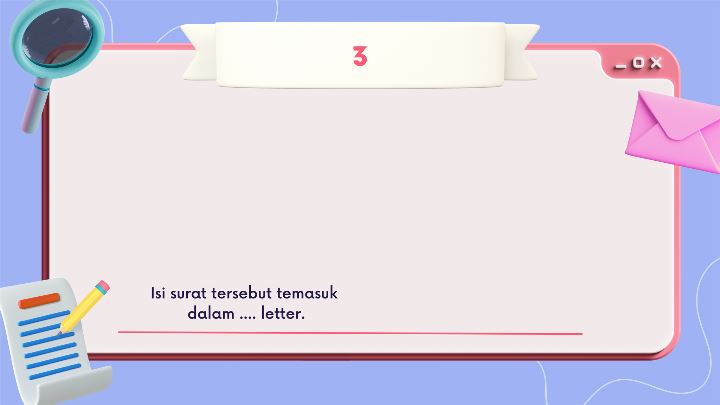 3
Isi surat tersebut temasuk
dalam .... letter.